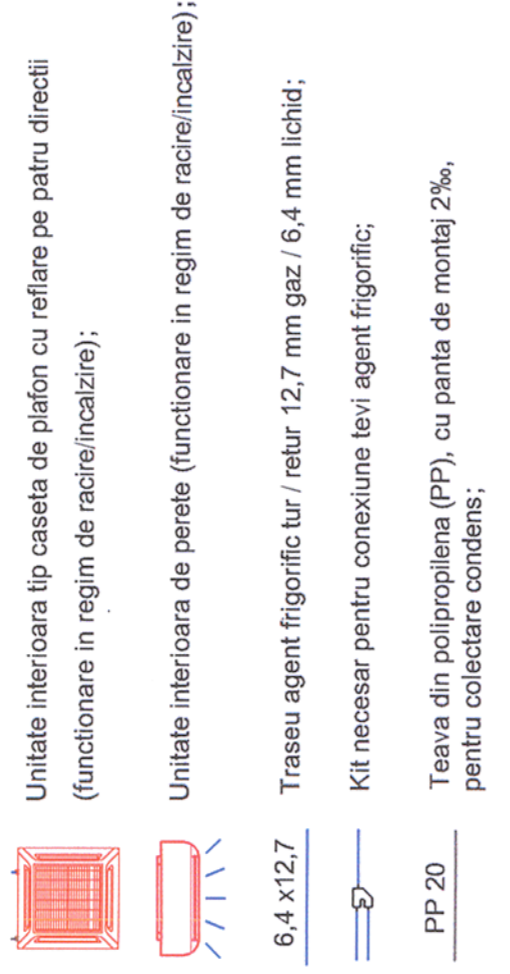 Unitate interioara tip caseta de plafon cu reflare pe patru directii
(functionare in regim de racire/incalzire);
Unitate interioara de perete (functionare in regim de racire/incalzire);
6,4 x12,7
Traseu agent frigorific tur / retur 12,7 mm gaz / 6,4 mm lichid;
Kit necesar pentru conexiune tevi agent frigorific;
PP 20
Teava din polipropilena (PP), cu panta de montaj 2‰,
pentru colectare condens;